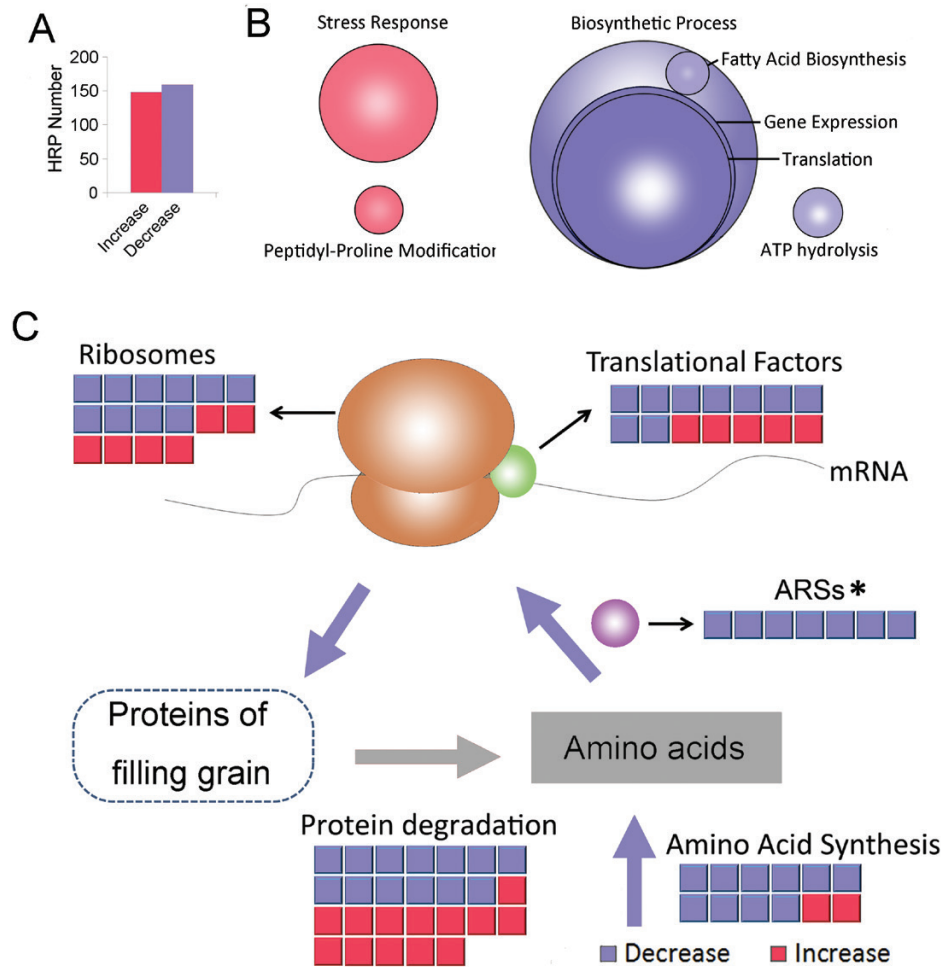 A
HRP Number
200
150
100
50
0
Increase
Decrease
B
Stress Response
Peptidyl-Proline Modification
Biosynthetic Process
Fatty Acid Biosynthesis
Gene Expression
Translation
ATP hydrolysis
C
Ribosomes
Translational Factors
mRNA
ARSs*
Proteins of
filling grain
Amino acids
Protein degradation
Amino Acid Synthesis
Decrease
Increase